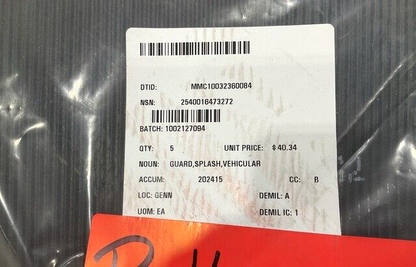 DTID: MMC10032360084
NSN: 2540016473272
BATCH: 1002127094
QTY: 5 UNIT PRICE: $ 40.34
NOUN: GUARD,SPLASH,VEHICULAR
ACCUM: 202415 CC: B
LOC: GENN DEMIL: A
UOM: EA DEMIL IC: 1